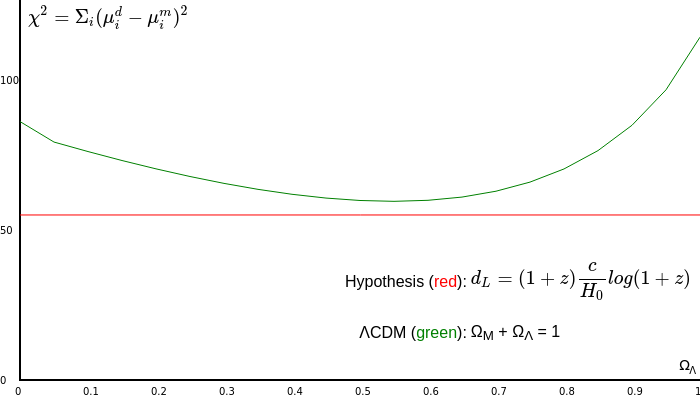 χ² = Σᵢ(μᵢᵈ − μᵢᵐ)²
100
50
Hypothesis (red): d_L = (1 + z) c/H₀ log(1 + z)
ΛCDM (green): Ω_M + Ω_Λ = 1
Ω_Λ
0
0 0.1 0.2 0.3 0.4 0.5 0.6 0.7 0.8 0.9 1